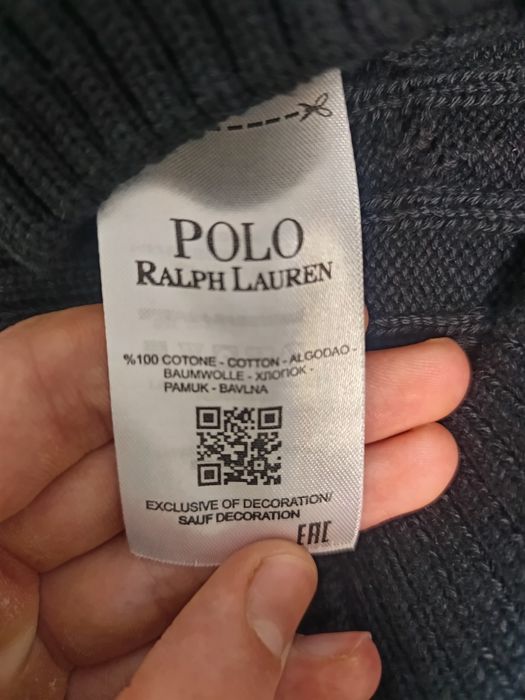 POLO
RALPH LAUREN
%100 COTONE - COTTON - ALGODAO -
BAUMWOLLE - ХЛОПОК -
PAMUK - BAVLNA
EXCLUSIVE OF DECORATION/
SAUF DECORATION
EAC